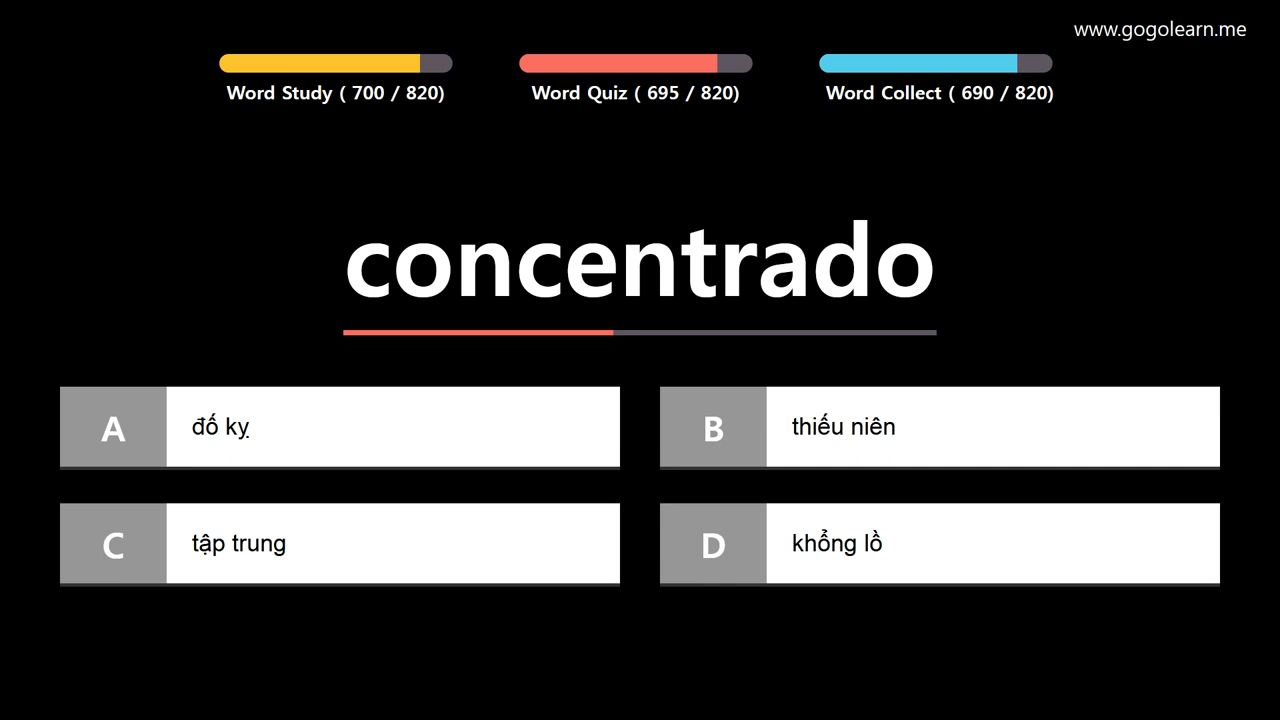 www.gogolearn.me
Word Study ( 700 / 820)
Word Quiz ( 695 / 820)
Word Collect ( 690 / 820)
concentrado
A
đố kỵ
B
thiếu niên
C
tập trung
D
khổng lồ